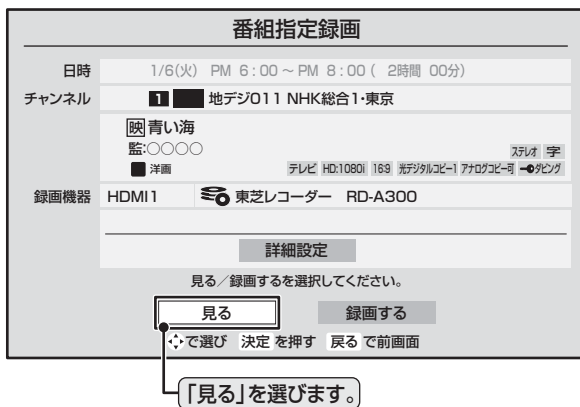 番組指定録画
日時 1/6(火) PM 6:00~PM 8:00( 2時間 00分)
チャンネル 1 地デジ011 NHK総合1・東京
映 青い海
監:○○○○
ステレオ 字
洋画 テレビ HD:1080i 16:9 光デジタルコピー1 アナログコピー可 ダビング
録画機器 HDMI1 東芝レコーダー RD-A300
詳細設定
見る/録画するを選択してください。
見る 録画する
で選び 決定 を押す 戻る で前画面
「見る」を選びます。